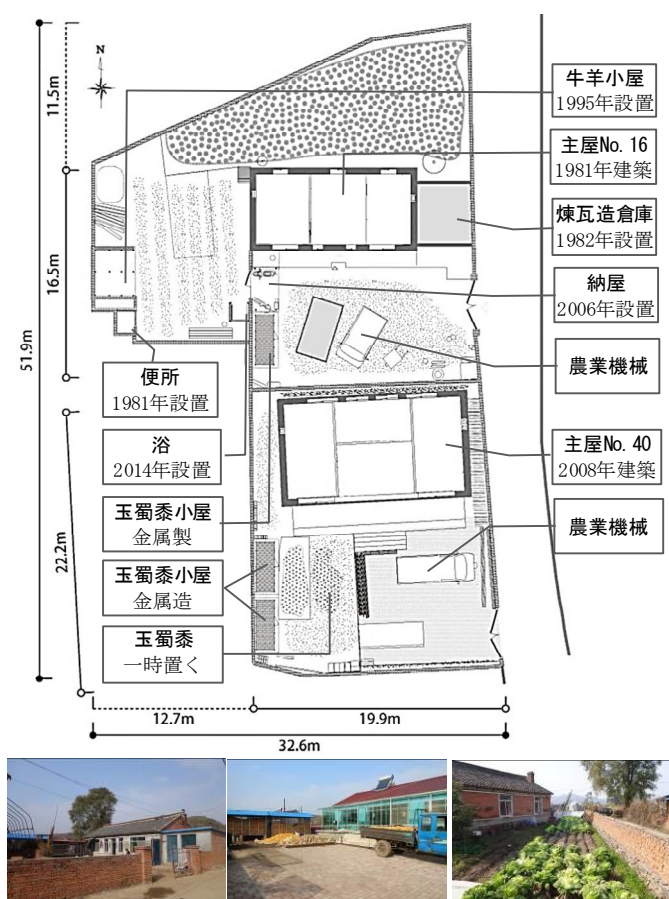 N
11.5m
16.5m
51.9m
22.2m
12.7m
19.9m
32.6m
牛羊小屋
1995年設置
主屋No. 16
1981年建築
煉瓦造倉庫
1982年設置
納屋
2006年設置
農業機械
便所
1981年設置
浴
2014年設置
主屋No. 40
2008年建築
玉蜀黍小屋
金属製
農業機械
玉蜀黍小屋
金属造
玉蜀黍
一時置く